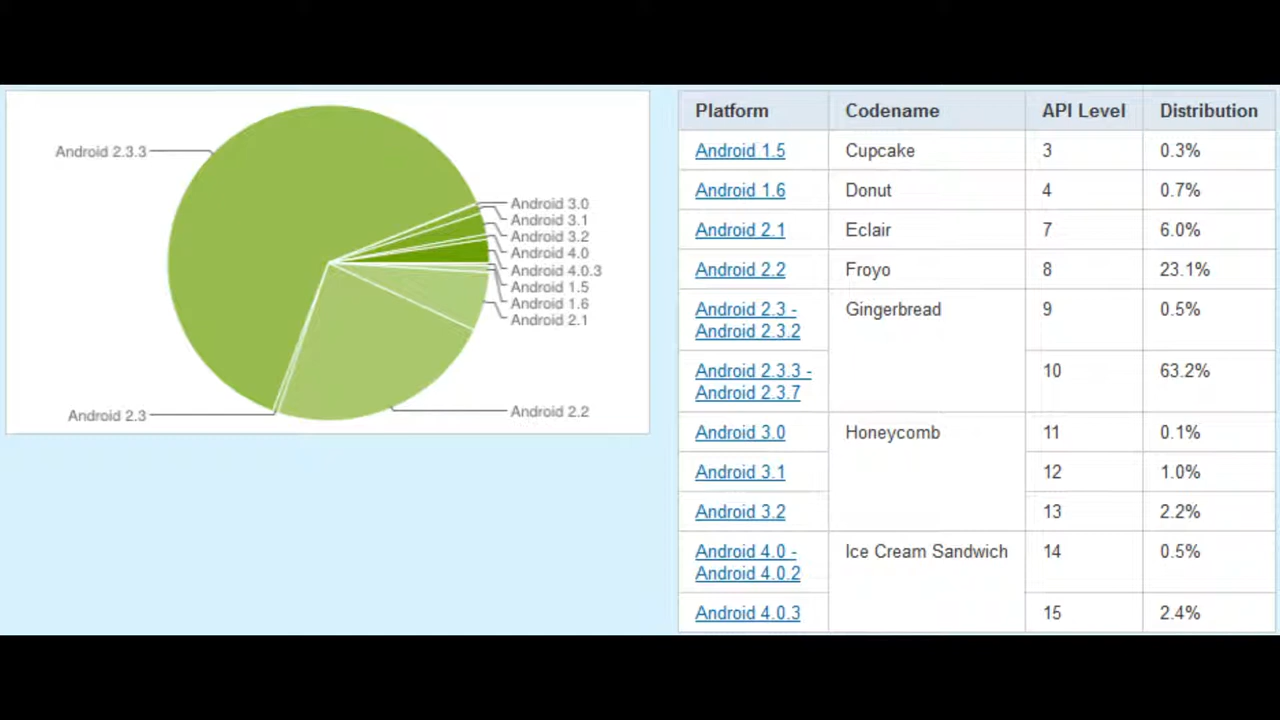 Android 2.3.3
Android 3.0
Android 3.1
Android 3.2
Android 4.0
Android 4.0.3
Android 1.5
Android 1.6
Android 2.1
Android 2.3
Android 2.2
Platform Codename API Level Distribution
Android 1.5 Cupcake 3 0.3%
Android 1.6 Donut 4 0.7%
Android 2.1 Eclair 7 6.0%
Android 2.2 Froyo 8 23.1%
Android 2.3 - Gingerbread 9 0.5%
Android 2.3.2
Android 2.3.3 - 10 63.2%
Android 2.3.7
Android 3.0 Honeycomb 11 0.1%
Android 3.1 12 1.0%
Android 3.2 13 2.2%
Android 4.0 - Ice Cream Sandwich 14 0.5%
Android 4.0.2
Android 4.0.3 15 2.4%